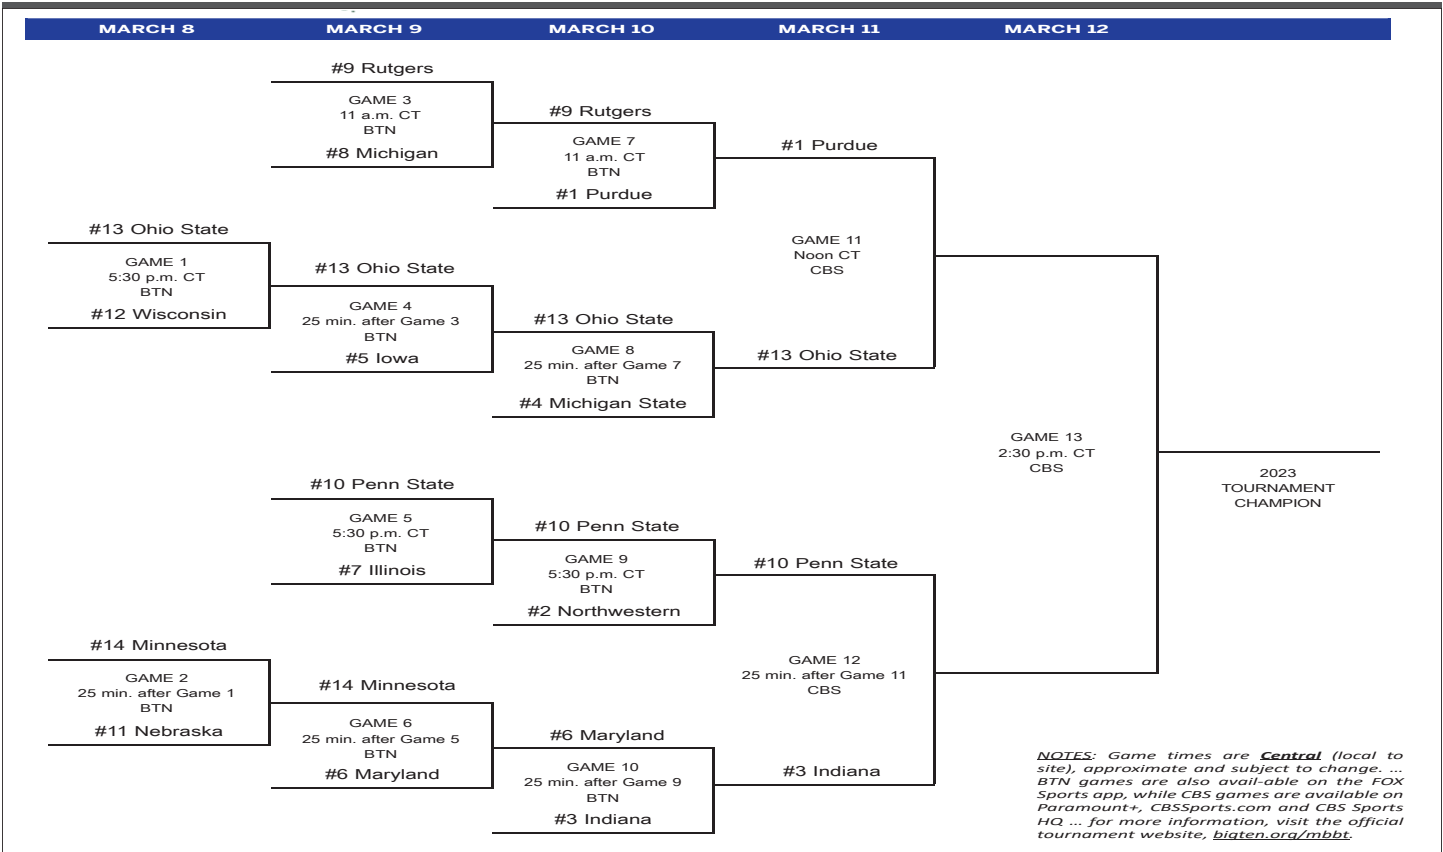 MARCH 8 MARCH 9 MARCH 10 MARCH 11 MARCH 12
#9 Rutgers
GAME 3
11 a.m. CT
BTN
#8 Michigan
#9 Rutgers
GAME 7
11 a.m. CT
BTN
#1 Purdue
#1 Purdue
GAME 11
Noon CT
CBS
#13 Ohio State
#13 Ohio State
GAME 1
5:30 p.m. CT
BTN
#12 Wisconsin
#13 Ohio State
GAME 4
25 min. after Game 3
BTN
#5 Iowa
#13 Ohio State
GAME 8
25 min. after Game 7
BTN
#4 Michigan State
GAME 13
2:30 p.m. CT
CBS
2023
TOURNAMENT
CHAMPION
#10 Penn State
GAME 5
5:30 p.m. CT
BTN
#7 Illinois
#10 Penn State
GAME 9
5:30 p.m. CT
BTN
#2 Northwestern
#10 Penn State
GAME 12
25 min. after Game 11
CBS
#3 Indiana
#14 Minnesota
GAME 2
25 min. after Game 1
BTN
#11 Nebraska
#14 Minnesota
GAME 6
25 min. after Game 5
BTN
#6 Maryland
#6 Maryland
GAME 10
25 min. after Game 9
BTN
#3 Indiana
NOTES: Game times are Central (local to
site), approximate and subject to change. ...
BTN games are also avail-able on the FOX
Sports app, while CBS games are available on
Paramount+, CBSSports.com and CBS Sports
HQ ... for more information, visit the official
tournament website, bigten.org/mbbt.